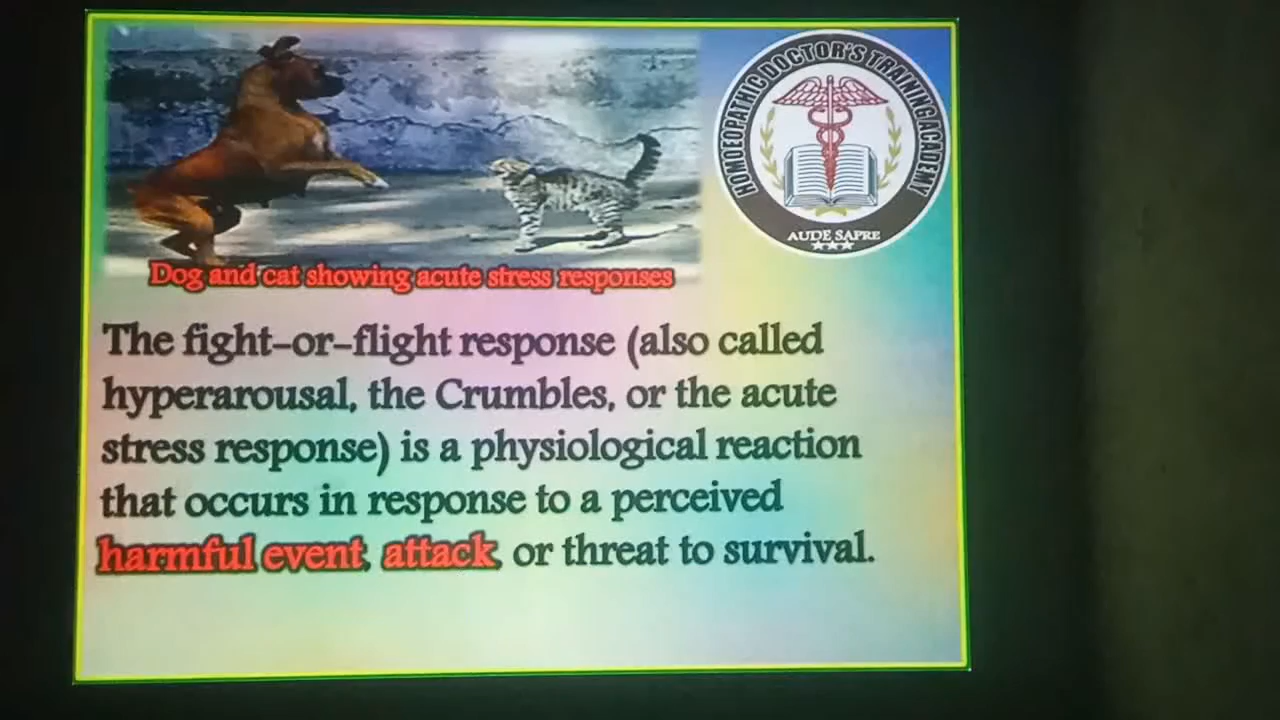 HOMOEOPATHIC DOCTOR'S TRAINING ACADEMY
AUDE SAPRE
Dog and cat showing acute stress responses
The fight-or-flight response (also called
hyperarousal, the Crumbles, or the acute
stress response) is a physiological reaction
that occurs in response to a perceived
harmful event, attack, or threat to survival.